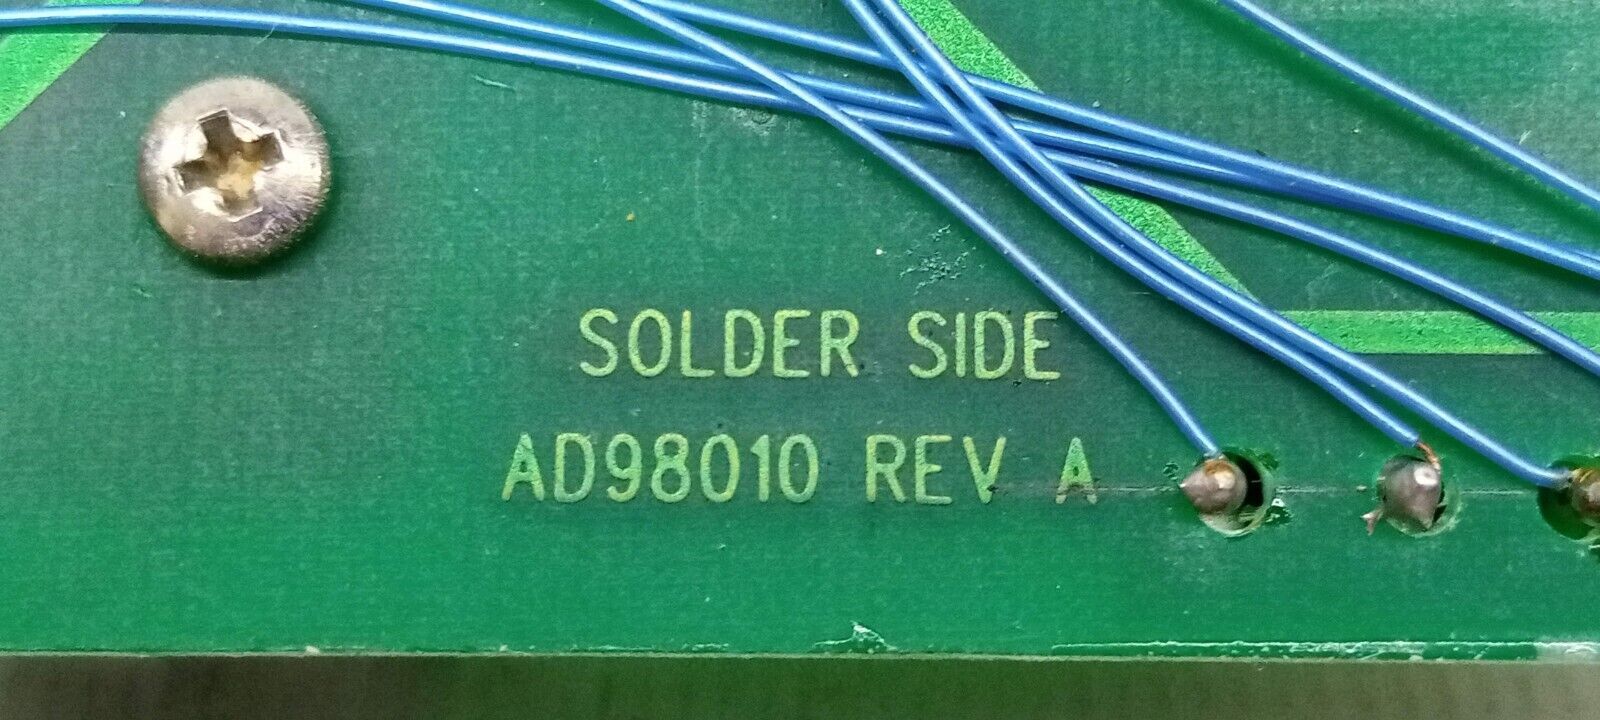 SOLDER SIDE
AD98010 REV A